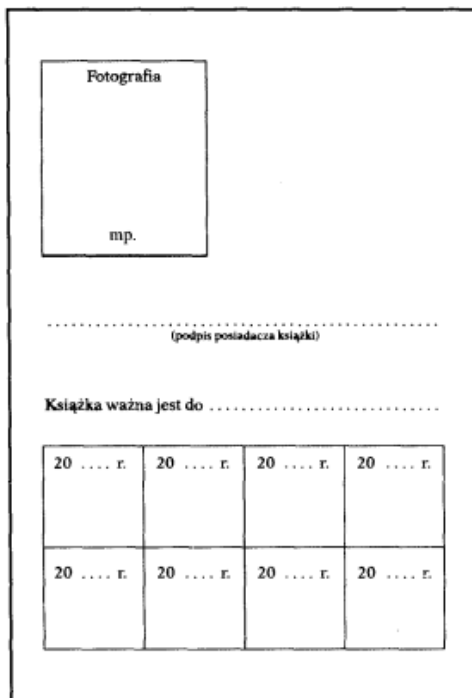 Fotografia
mp.
........................................................
(podpis posiadacza książki)
Książka ważna jest do ..............................
20 .... r. 20 .... r. 20 .... r. 20 .... r.
20 .... r. 20 .... r. 20 .... r. 20 .... r.